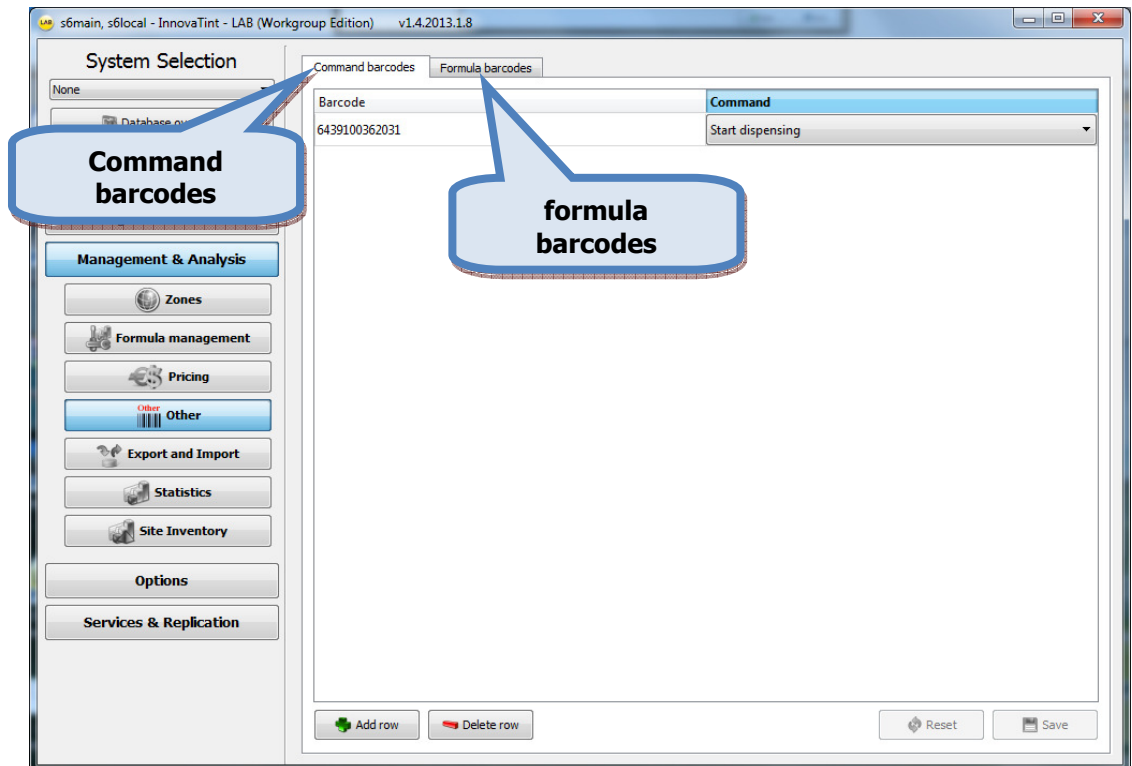 LAB s6main, s6local - InnovaTint - LAB (Workgroup Edition) v1.4.2013.1.8
System Selection
None
Database
Command
barcodes
Management & Analysis
Zones
Formula management
Pricing
Other Other
Export and Import
Statistics
Site Inventory
Options
Services & Replication
Command barcodes Formula barcodes
Barcode Command
6439100362031 Start dispensing
formula
barcodes
Add row Delete row Reset Save